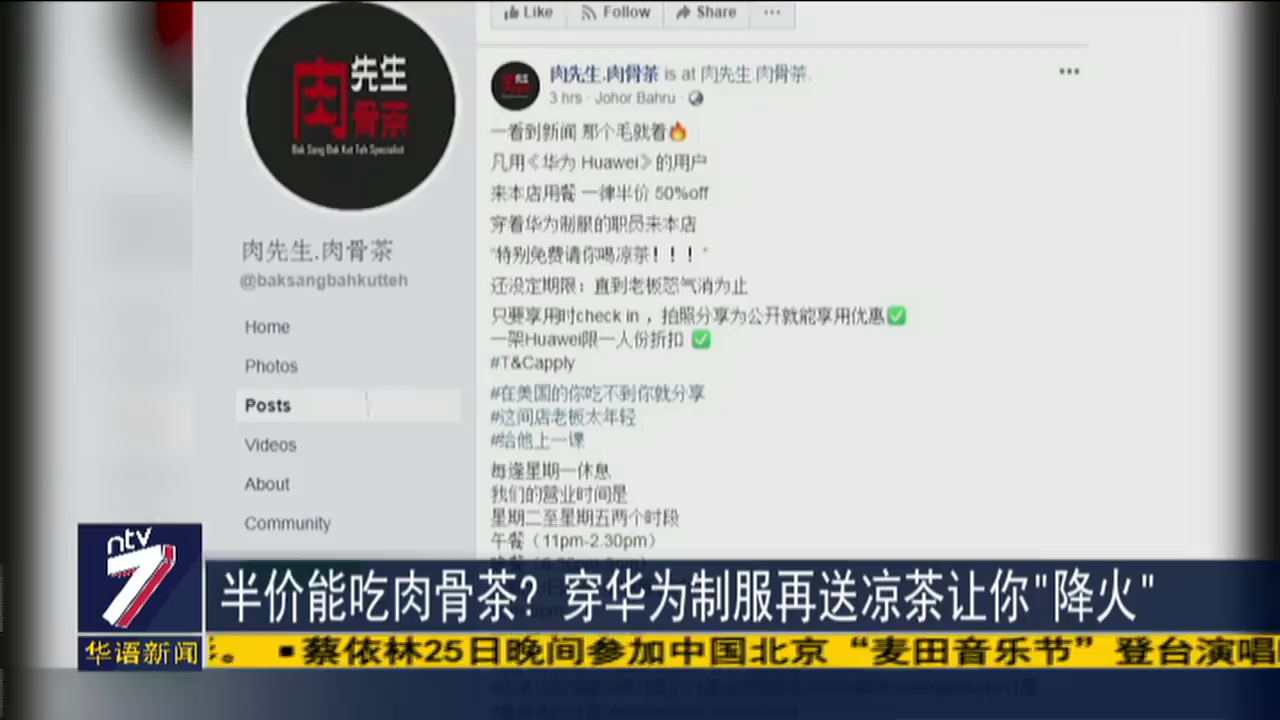 Like Follow Share
肉先生
骨茶
Bak Sang Bak Kut Teh Specialist
肉先生.肉骨茶
@baksangbahkutteh
Home
Photos
Posts
Videos
About
Community
肉先生.肉骨茶 is at 肉先生.肉骨茶.
3 hrs · Johor Bahru ·
一看到新闻 那个毛就着🔥
凡用《华为 Huawei》的用户
来本店用餐 一律半价 50%off
穿着华为制服的职员来本店
"特别免费请你喝凉茶！！！"
还没定期限：直到老板怒气消为止
只要享用时check in ，拍照分享为公开就能享用优惠✅
一架Huawei限一人份折扣 ✅
#T&Capply
#在美国的你吃不到你就分享
#这间店老板太年轻
#给他上一课
每逢星期一休息
我们的营业时间是
星期二至星期五两个时段
午餐（11pm-2.30pm）
ntv
7
华语新闻
半价能吃肉骨茶? 穿华为制服再送凉茶让你"降火"
▪蔡依林25日晚间参加中国北京“麦田音乐节”登台演唱